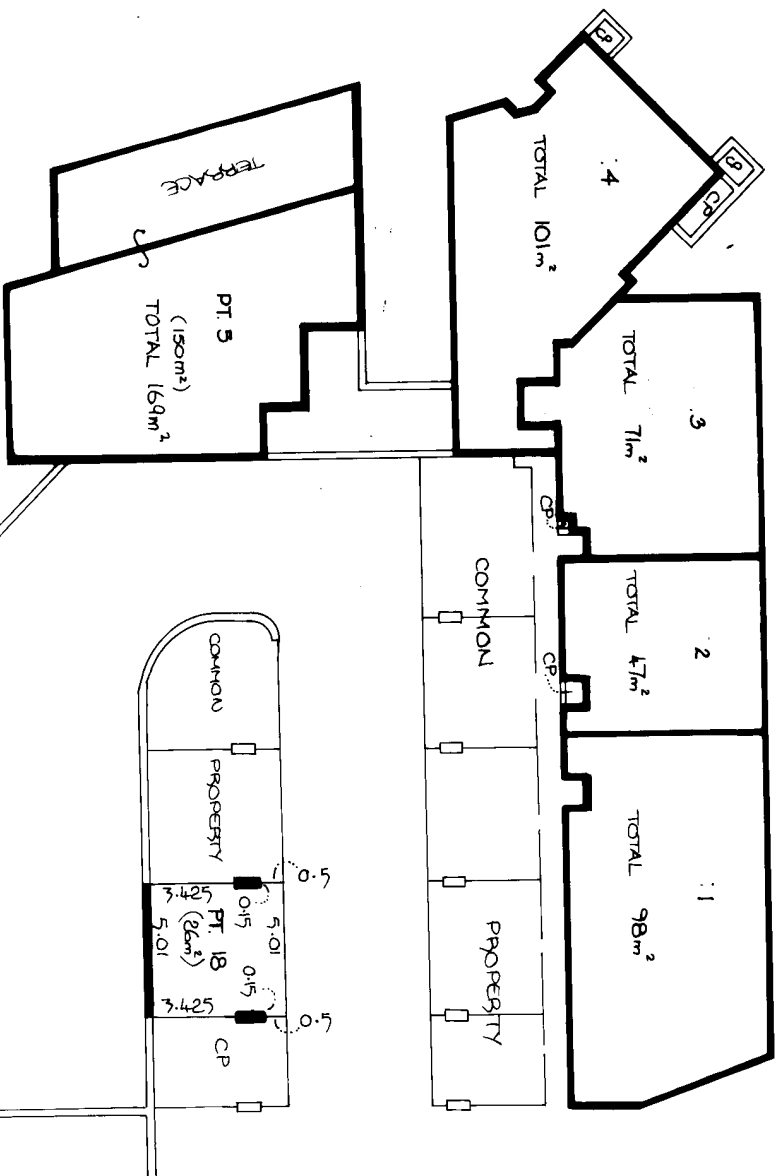 CP
CP
CP
:4
TOTAL 101m²
TERRACE
PT. 5
(150m²)
TOTAL 169m²
.3
TOTAL 71m²
CP
COMMON
2
TOTAL 47m²
CP
:1
TOTAL 98m²
PROPERTY
COMMON
PROPERTY
0.5
3.425
0.15
PT. 18
(26m²)
5.01
5.01
0.15
3.425
0.5
CP